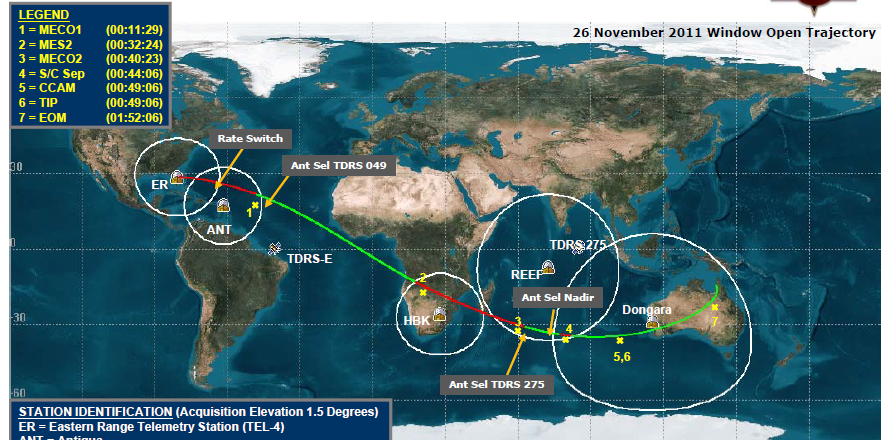 LEGEND
1 = MECO1 (00:11:29)
2 = MES2 (00:32:24)
3 = MECO2 (00:40:23)
4 = S/C Sep (00:44:06)
5 = CCAM (00:49:06)
6 = TIP (00:49:06)
7 = EOM (01:52:06)
26 November 2011 Window Open Trajectory
Rate Switch
Ant Sel TDRS 049
30
ER
1
ANT
TDRS-E
0
TDRS 275
REEF
2
Ant Sel Nadir
HBK
Dongara
3
4
7
-30
5,6
Ant Sel TDRS 275
-60
STATION IDENTIFICATION (Acquisition Elevation 1.5 Degrees)
ER = Eastern Range Telemetry Station (TEL-4)
ANT = Antigua